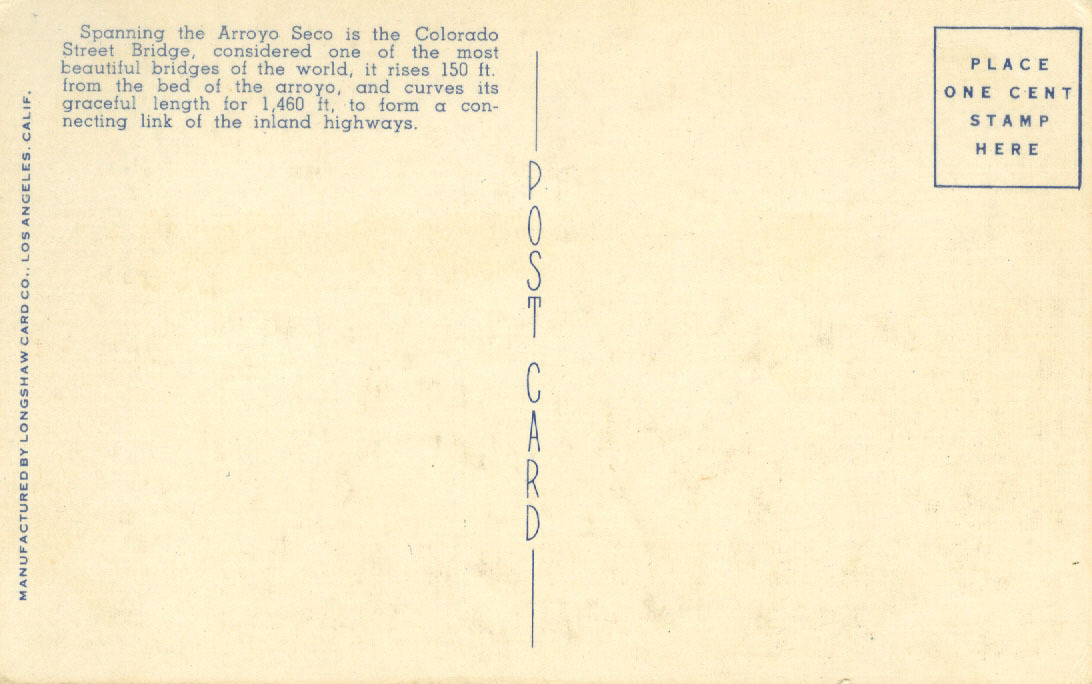 Spanning the Arroyo Seco is the Colorado
Street Bridge, considered one of the most
beautiful bridges of the world, it rises 150 ft.
from the bed of the arroyo, and curves its
graceful length for 1,460 ft, to form a con-
necting link of the inland highways.
MANUFACTURED BY LONGSHAW CARD CO., LOS ANGELES, CALIF.
POST CARD
PLACE
ONE CENT
STAMP
HERE